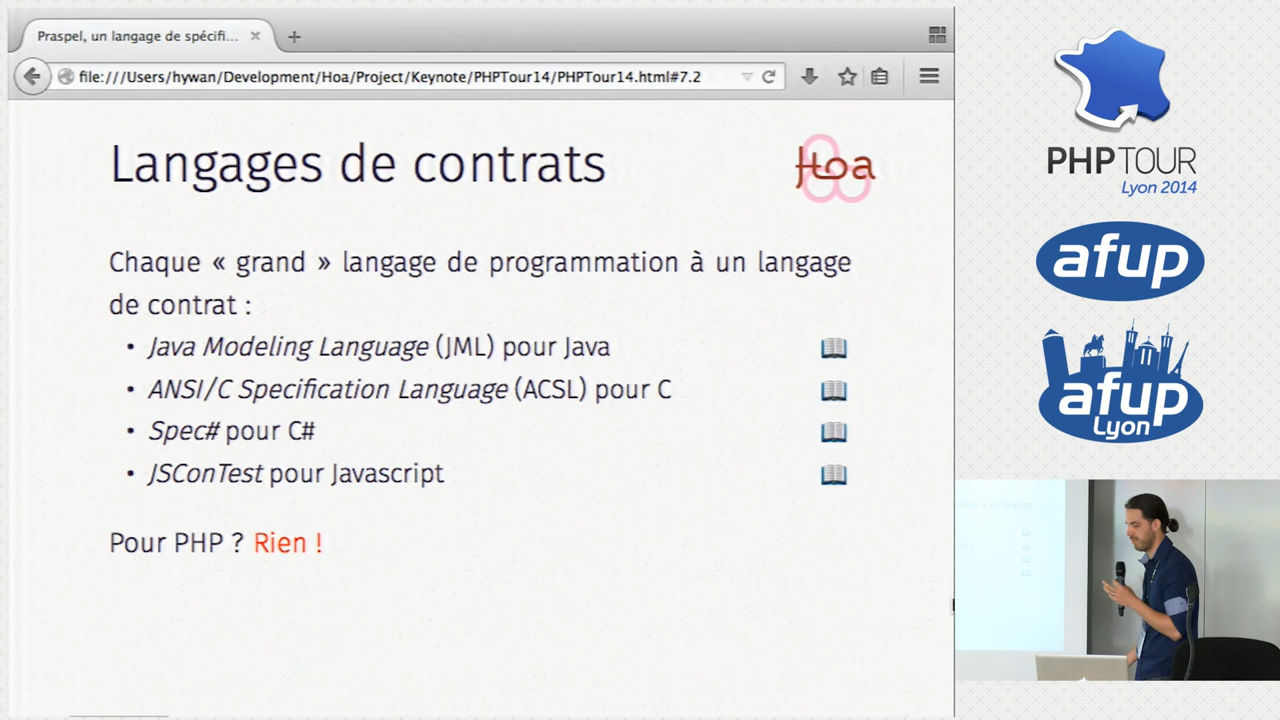 Praspel, un langage de spécifi...
file:///Users/hywan/Development/Hoa/Project/Keynote/PHPTour14/PHPTour14.html#7.2
Langages de contrats
Hoa
Chaque « grand » langage de programmation à un langage
de contrat :
• Java Modeling Language (JML) pour Java
• ANSI/C Specification Language (ACSL) pour C
• Spec# pour C#
• JSConTest pour Javascript
Pour PHP ? Rien !
PHPTOUR
Lyon 2014
afup
afup
Lyon